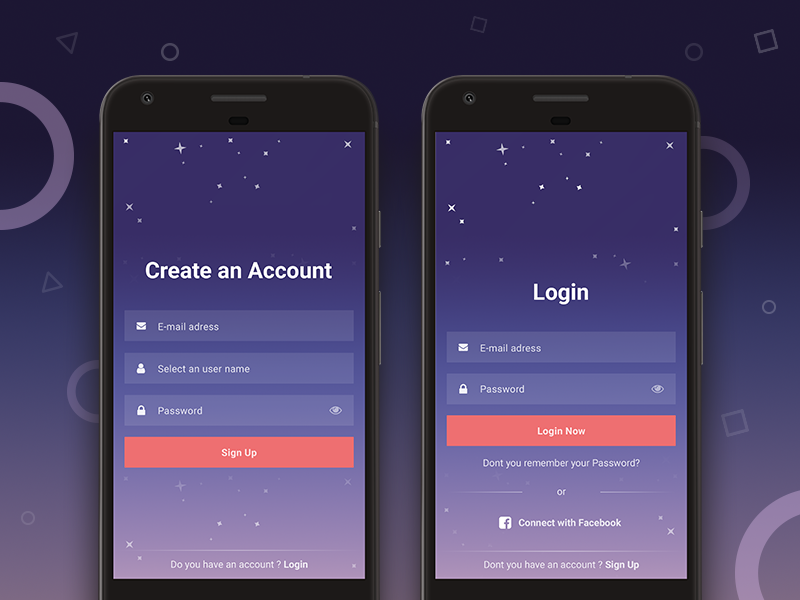 Create an Account
E-mail adress
Select an user name
Password
Sign Up
Do you have an account ? Login
Login
E-mail adress
Password
Login Now
Dont you remember your Password?
or
Connect with Facebook
Dont you have an account ? Sign Up